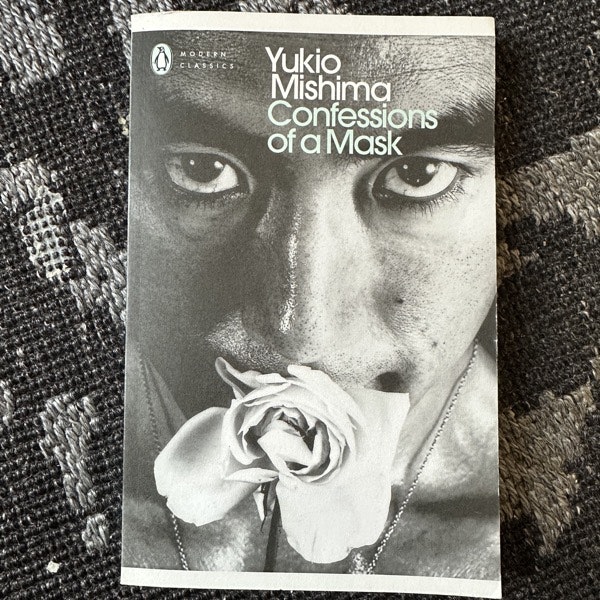 MODERN
CLASSICS
Yukio
Mishima
Confessions
of a Mask